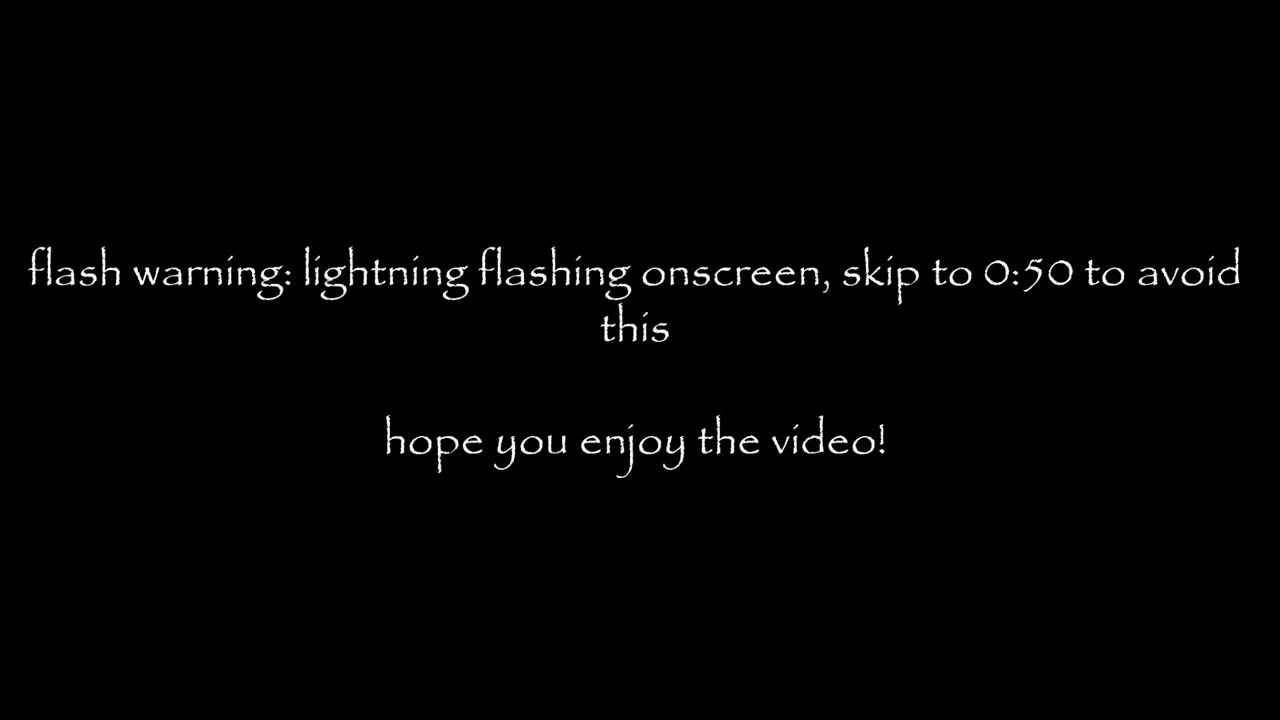 flash warning: lightning flashing onscreen, skip to 0:50 to avoid
this
hope you enjoy the video!